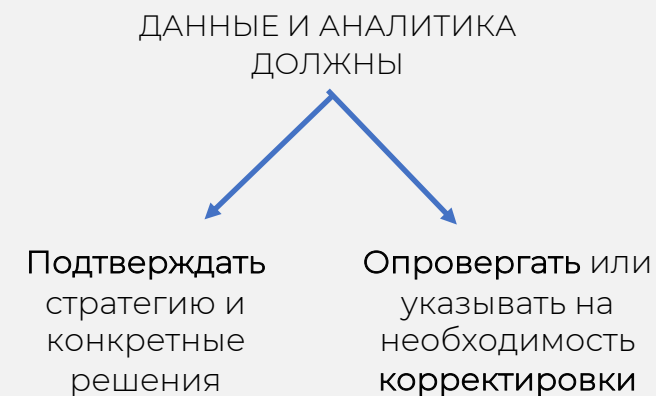 ДАННЫЕ И АНАЛИТИКА
ДОЛЖНЫ
Подтверждать
стратегию и
конкретные
решения
Опровергать или
указывать на
необходимость
корректировки